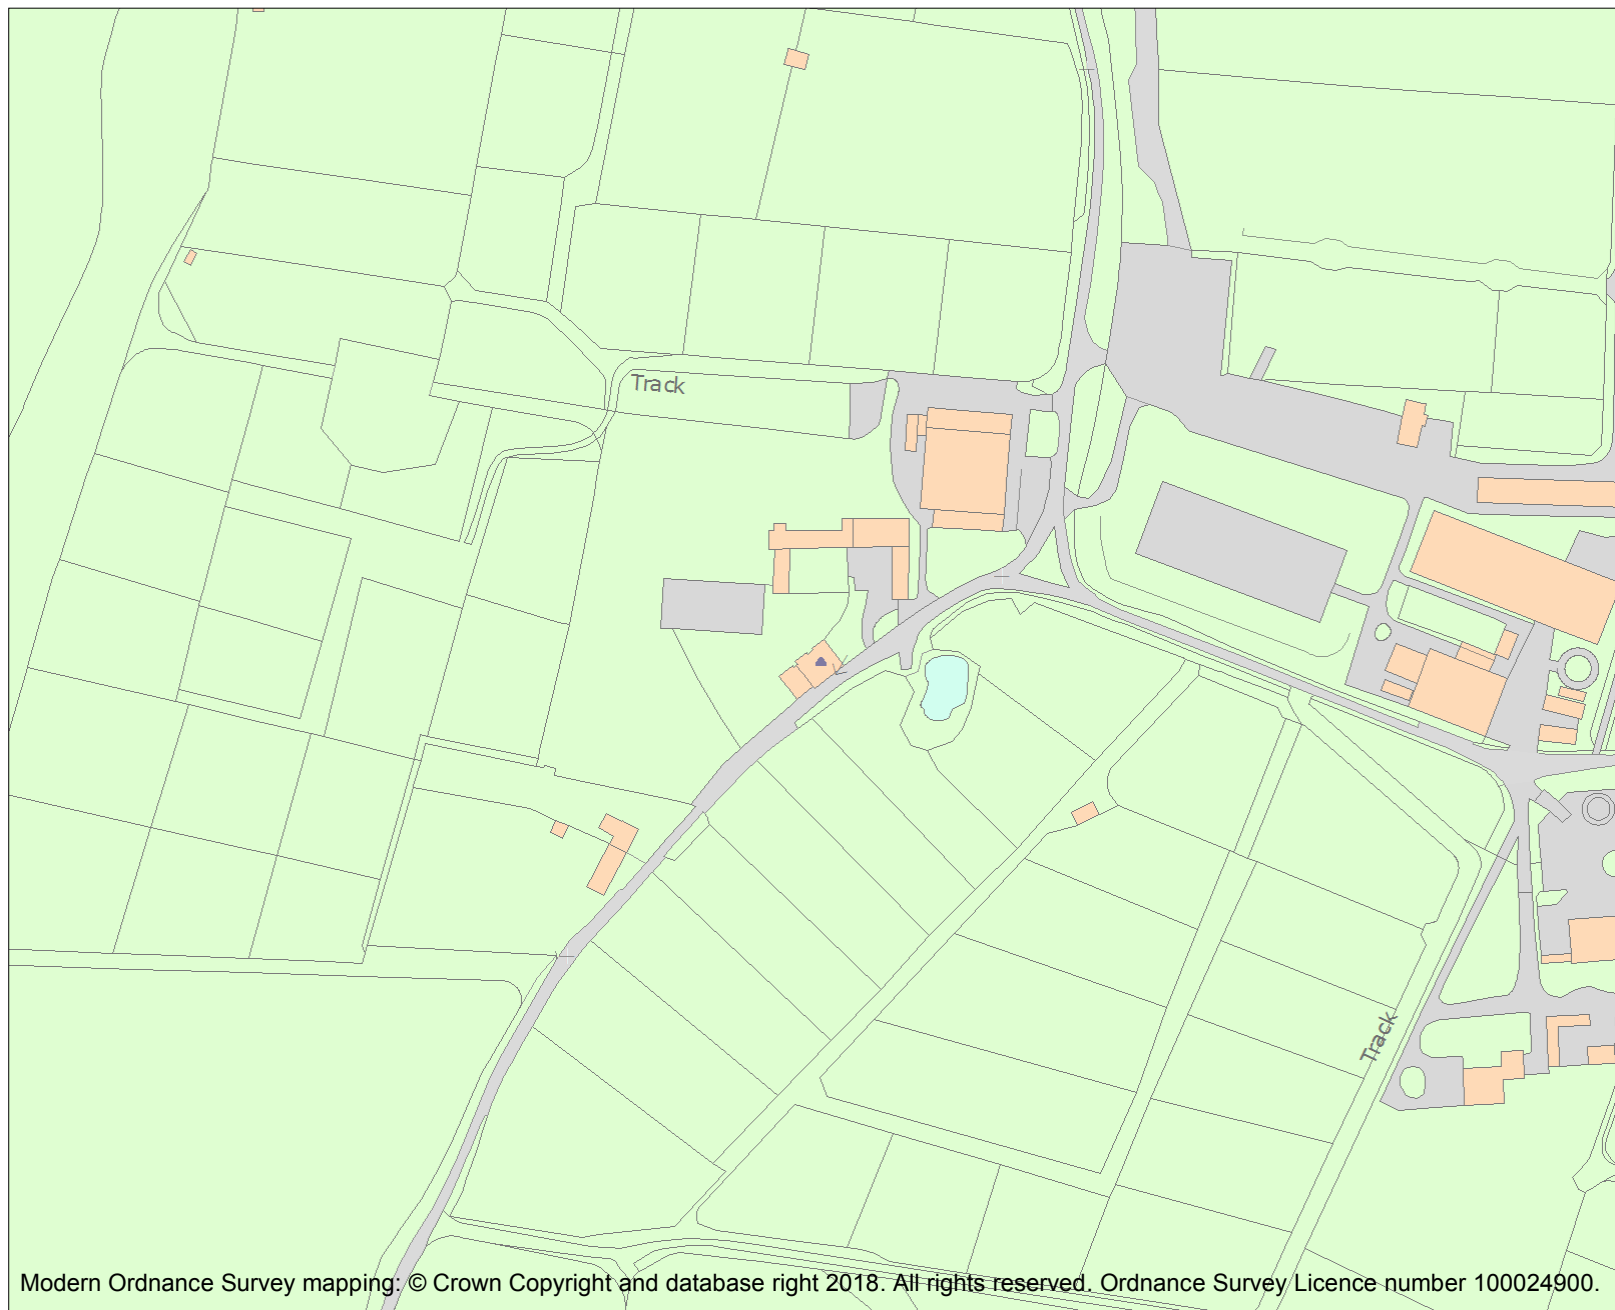 Track
Track
Modern Ordnance Survey mapping: © Crown Copyright and database right 2018. All rights reserved. Ordnance Survey Licence number 100024900.